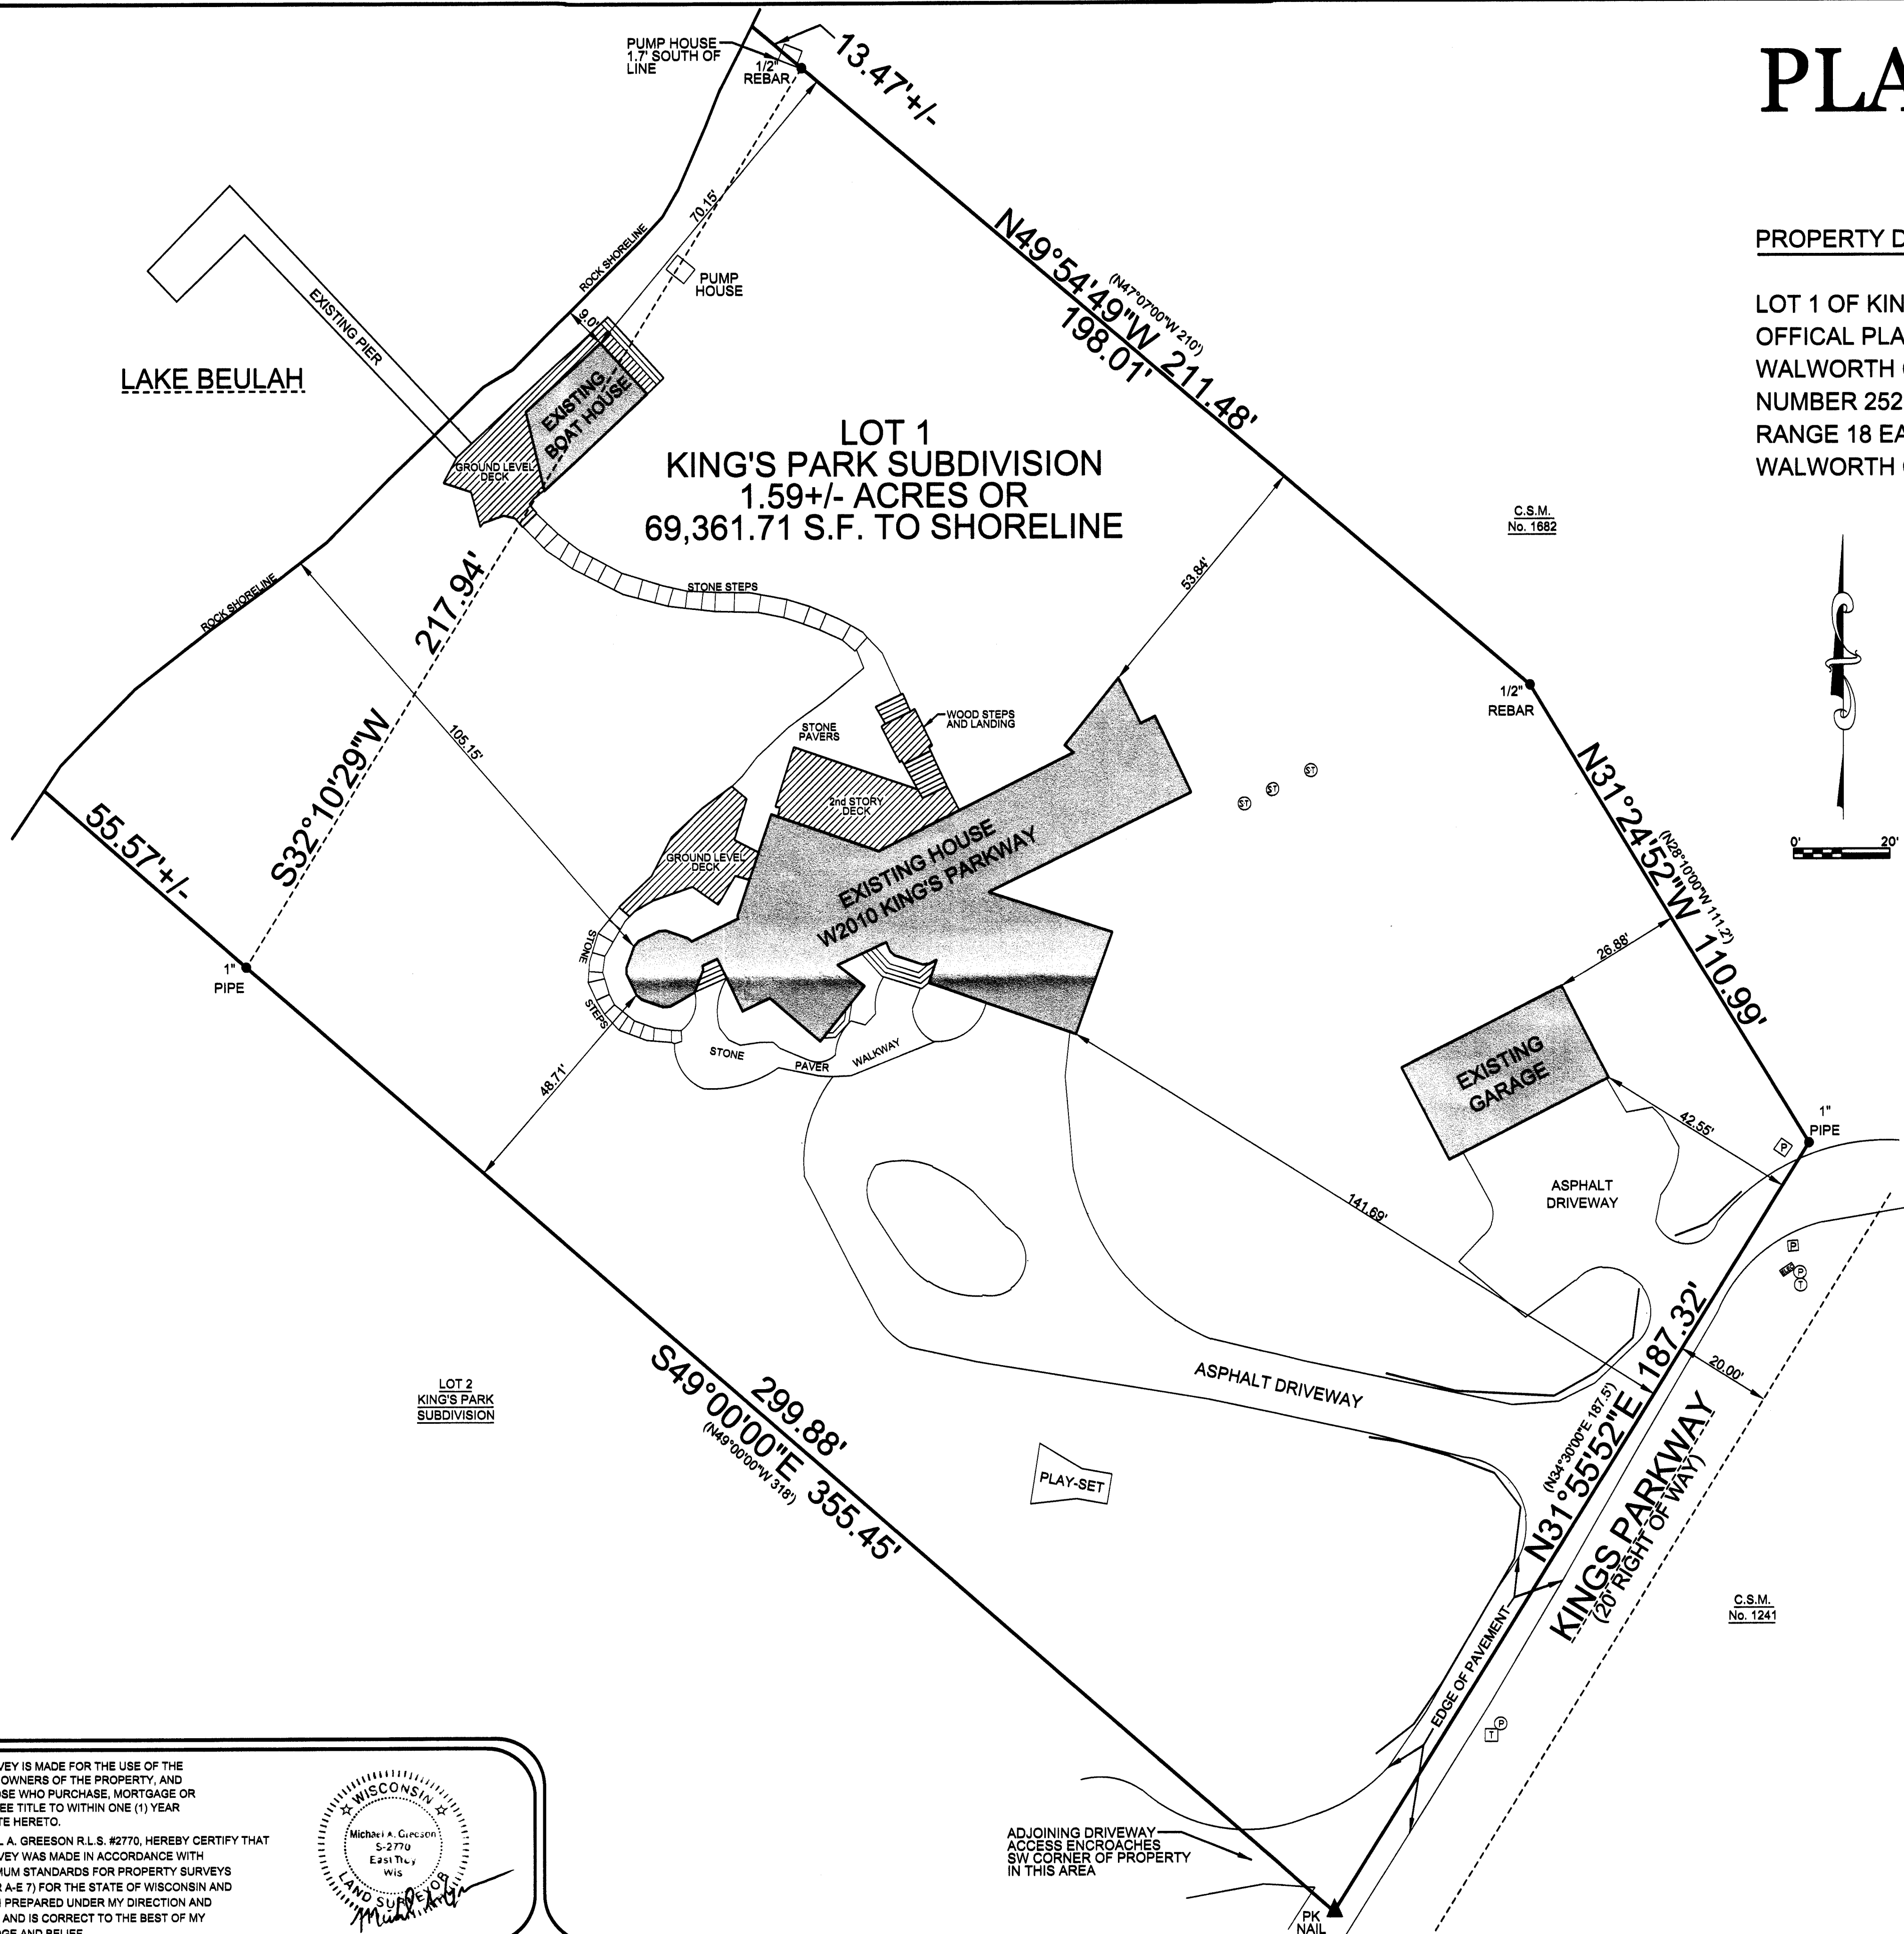 PUMP HOUSE
1.7' SOUTH OF
LINE
1/2"
REBAR
13.47'+/-
70.15'
ROCK SHORELINE
PUMP
HOUSE
9.0'
EXISTING PIER
LAKE BEULAH
EXISTING
BOAT HOUSE
GROUND LEVEL
DECK
N49°54'49"W 211.48'
(N47°07'00"W 210')
198.01'
PROPERTY D
LOT 1 OF KIN
OFFICAL PLA
WALWORTH
NUMBER 252
RANGE 18 EA
WALWORTH
LOT 1
KING'S PARK SUBDIVISION
1.59+/- ACRES OR
69,361.71 S.F. TO SHORELINE
C.S.M.
No. 1682
STONE STEPS
53.84'
ROCK SHORELINE
S32°10'29"W 217.94'
105.15'
55.57'+/-
1"
PIPE
STONE
PAVERS
WOOD STEPS
AND LANDING
2nd STORY
DECK
GROUND LEVEL
DECK
EXISTING HOUSE
W2010 KING'S PARKWAY
ST
ST
ST
1/2"
REBAR
N31°24'52"W 110.99'
(N28°10'00"W 111.2')
0' 20'
26.88'
STONE
STEPS
STONE PAVER WALKWAY
48.71'
EXISTING
GARAGE
42.55'
1"
PIPE
P
ASPHALT
DRIVEWAY
141.69'
P
ELEC
P
T
ASPHALT DRIVEWAY
20.00'
N31°55'52"E 187.32'
(N34°30'00"E 187.5')
KINGS PARKWAY
(20' RIGHT OF WAY)
LOT 2
KING'S PARK
SUBDIVISION
299.88'
S49°00'00"E 355.45'
(N49°00'00"W 318')
PLAY-SET
EDGE OF PAVEMENT
C.S.M.
No. 1241
T
P
ADJOINING DRIVEWAY
ACCESS ENCROACHES
SW CORNER OF PROPERTY
IN THIS AREA
PK
NAIL
VEY IS MADE FOR THE USE OF THE
OWNERS OF THE PROPERTY, AND
OSE WHO PURCHASE, MORTGAGE OR
EE TITLE TO WITHIN ONE (1) YEAR
TE HERETO.
L A. GREESON R.L.S. #2770, HEREBY CERTIFY THAT
VEY WAS MADE IN ACCORDANCE WITH
MUM STANDARDS FOR PROPERTY SURVEYS
R A-E 7) FOR THE STATE OF WISCONSIN AND
N PREPARED UNDER MY DIRECTION AND
AND IS CORRECT TO THE BEST OF MY
DGE AND BELIEF
WISCONSIN
Michael A. Greeson
S-2770
East Troy
Wis
LAND SURVEYOR
PLA